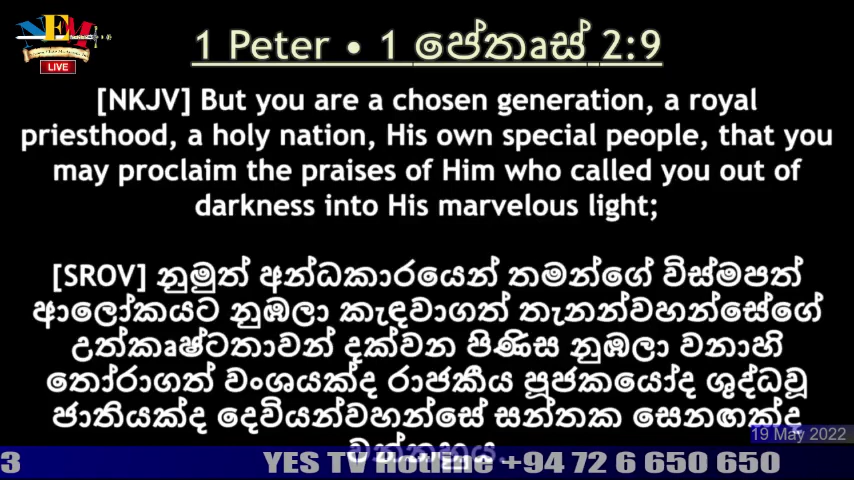 NEM
LIVE
1 Peter • 1 පේතෘස් 2:9
[NKJV] But you are a chosen generation, a royal
priesthood, a holy nation, His own special people, that you
may proclaim the praises of Him who called you out of
darkness into His marvelous light;
[SROV] නුමුත් අන්ධකාරයෙන් තමන්ගේ විස්මපත්
ආලෝකයට නුඹලා කැඳවාගත් තැනන්වහන්සේගේ
උත්කෘෂ්ටතාවන් දක්වන පිණිස නුඹලා වනාහි
තෝරාගත් වංශයක්ද රාජකීය පූජකයෝද ශුද්ධවූ
ජාතියක්ද දෙවියන්වහන්සේ සන්තක සෙනඟක්ද
19 May 2022
3 YES TV Hotline +94 72 6 650 650